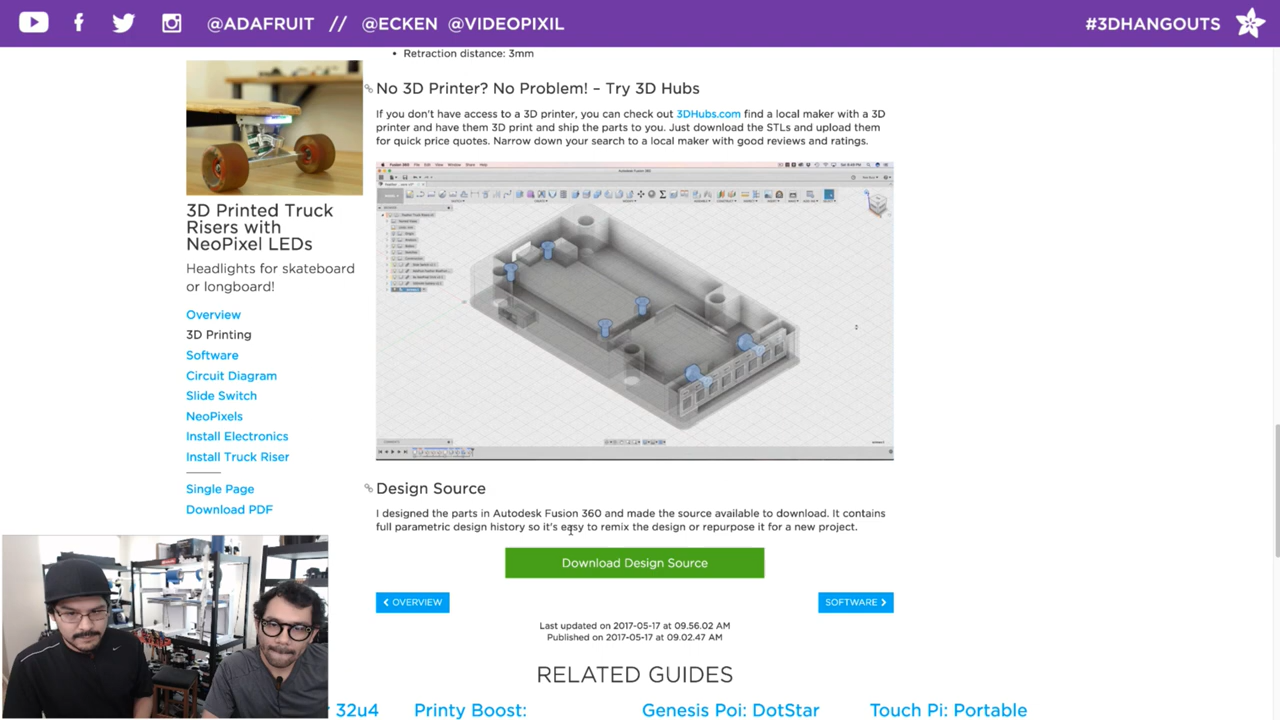 @ADAFRUIT // @ECKEN @VIDEOPIXIL
#3DHANGOUTS
• Retraction distance: 3mm
No 3D Printer? No Problem! – Try 3D Hubs
If you don't have access to a 3D printer, you can check out 3DHubs.com find a local maker with a 3D
printer and have them 3D print and ship the parts to you. Just download the STLs and upload them
for quick price quotes. Narrow down your search to a local maker with good reviews and ratings.
3D Printed Truck
Risers with
NeoPixel LEDs
Headlights for skateboard
or longboard!
Overview
3D Printing
Software
Circuit Diagram
Slide Switch
NeoPixels
Install Electronics
Install Truck Riser
Single Page
Download PDF
Design Source
I designed the parts in Autodesk Fusion 360 and made the source available to download. It contains
full parametric design history so it's easy to remix the design or repurpose it for a new project.
Download Design Source
OVERVIEW
SOFTWARE
Last updated on 2017-05-17 at 09.56.02 AM
Published on 2017-05-17 at 09.02.47 AM
RELATED GUIDES
32u4
Printy Boost:
Genesis Poi: DotStar
Touch Pi: Portable